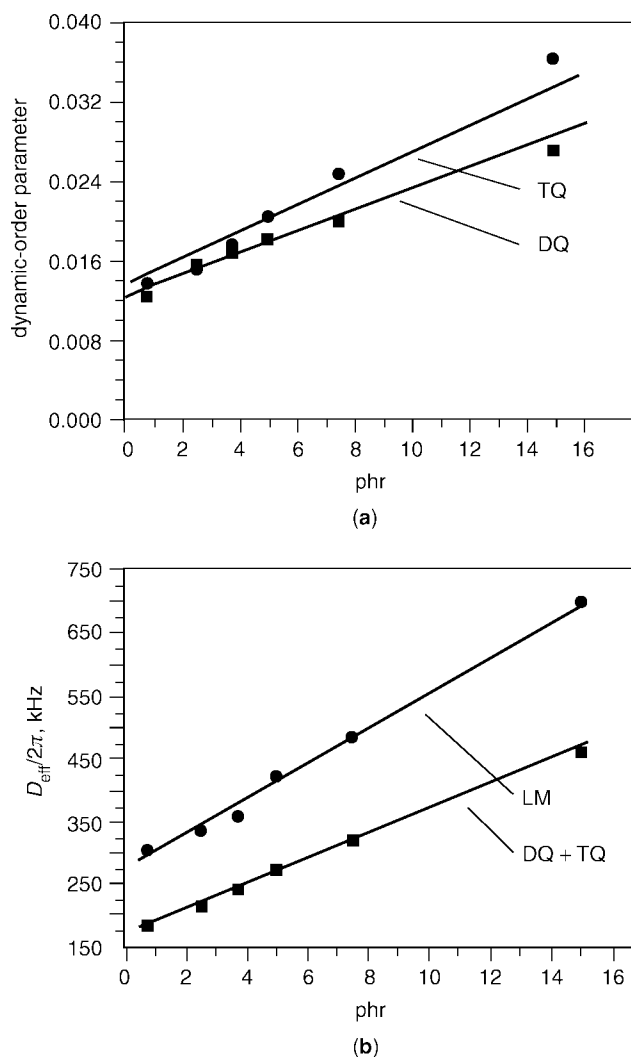 0.040
0.032
0.024
0.016
0.008
0.000
dynamic-order parameter
TQ
DQ
0 2 4 6 8 10 12 14 16
phr
(a)
750
650
550
450
350
250
150
D_eff/2π, kHz
LM
DQ + TQ
0 2 4 6 8 10 12 14 16
phr
(b)